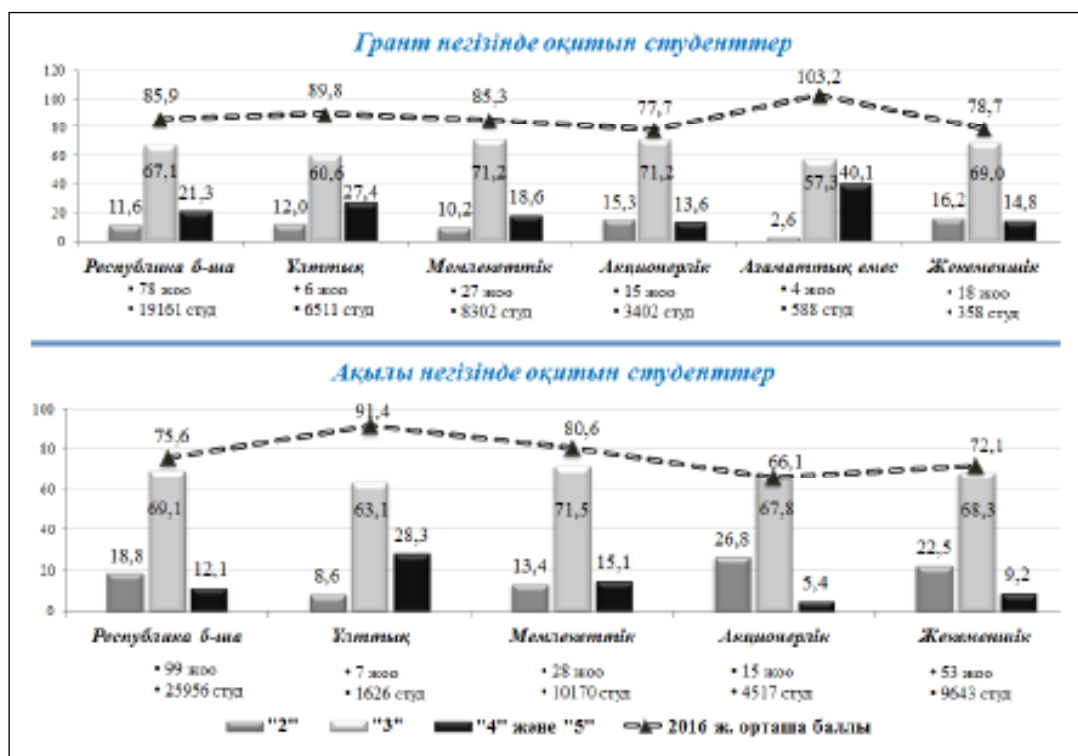 Грант негізінде оқитын студенттер
120
100
80
60
40
20
0
85,9 89,8 85,3 77,7 103,2 78,7
11,6 67,1 21,3 12,0 60,6 27,4 10,2 71,2 18,6 15,3 71,2 13,6 2,6 57,3 40,1 16,2 69,0 14,8
Республика б-ша Ұлттық Мемлекеттік Акционерлік Азаматтық емес Жекеменшік
• 78 жоо • 6 жоо • 27 жоо • 15 жоо • 4 жоо • 18 жоо
• 19161 студ • 6511 студ • 8302 студ • 3402 студ • 588 студ • 358 студ
Ақылы негізінде оқитын студенттер
100
80
60
40
20
0
75,6 91,4 80,6 66,1 72,1
18,8 69,1 12,1 8,6 63,1 28,3 13,4 71,5 15,1 26,8 67,8 5,4 22,5 68,3 9,2
Республика б-ша Ұлттық Мемлекеттік Акционерлік Жекеменшік
• 99 жоо • 7 жоо • 28 жоо • 15 жоо • 53 жоо
• 25956 студ • 1626 студ • 10170 студ • 4517 студ • 9643 студ
"2" "3" "4" және "5" 2016 ж. орташа баллы